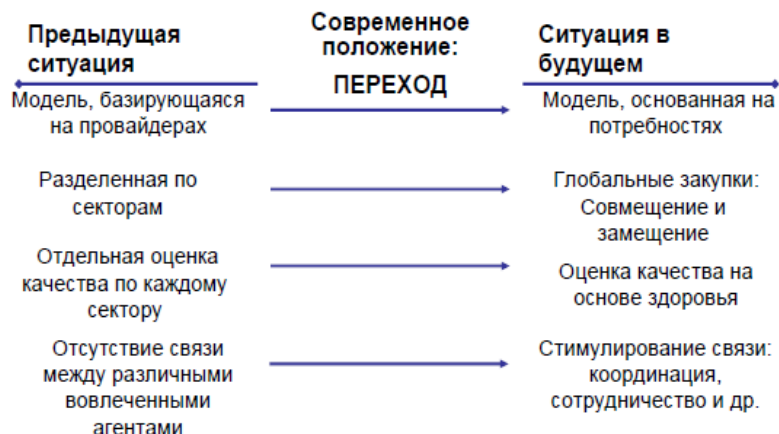 Предыдущая
ситуация
Современное
положение:
ПЕРЕХОД
Ситуация в
будущем
Модель, базирующаяся
на провайдерах
Модель, основанная на
потребностях
Разделенная по
секторам
Глобальные закупки:
Совмещение и
замещение
Отдельная оценка
качества по каждому
сектору
Оценка качества на
основе здоровья
Отсутствие связи
между различными
вовлеченными
агентами
Стимулирование связи:
координация,
сотрудничество и др.